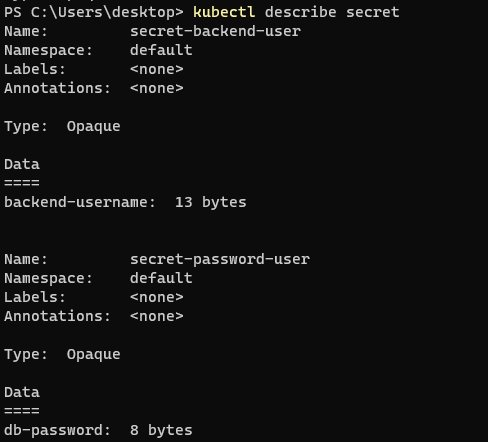 PS C:\Users\desktop> kubectl describe secret
Name:         secret-backend-user
Namespace:    default
Labels:       <none>
Annotations:  <none>

Type:  Opaque

Data
====
backend-username:  13 bytes


Name:         secret-password-user
Namespace:    default
Labels:       <none>
Annotations:  <none>

Type:  Opaque

Data
====
db-password:  8 bytes